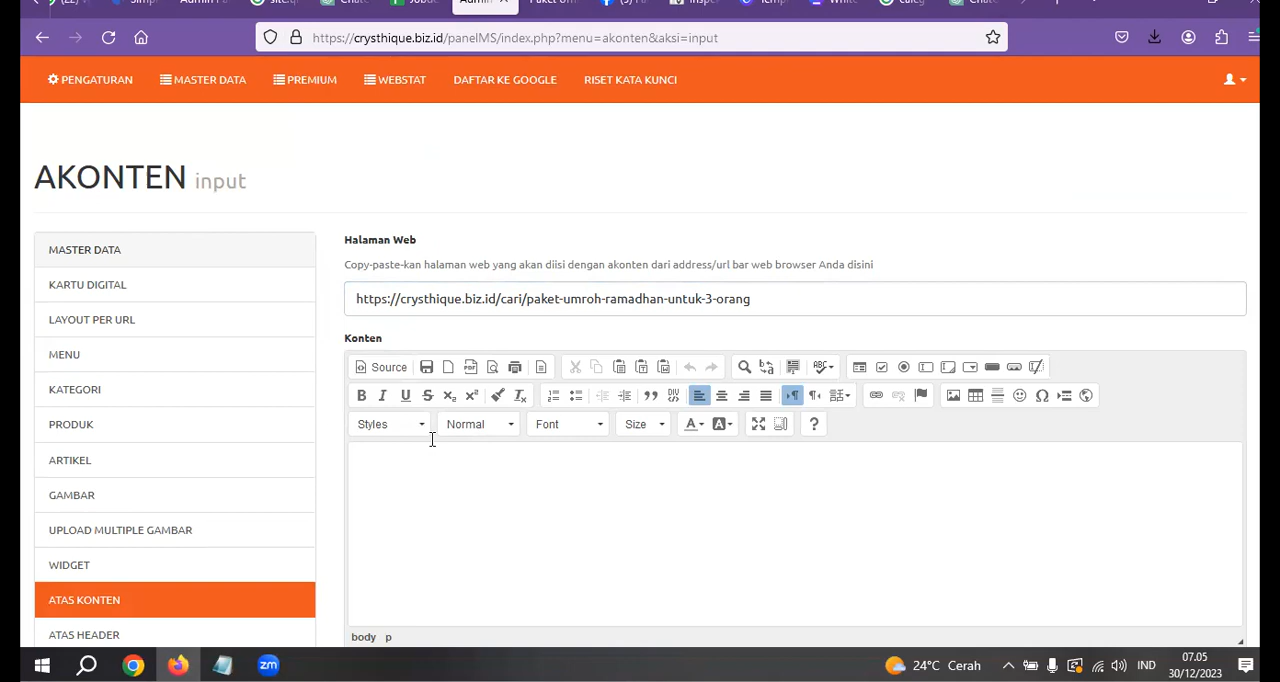 https://crysthique.biz.id/panelMS/index.php?menu=akonten&aksi=input
PENGATURAN MASTER DATA PREMIUM WEBSTAT DAFTAR KE GOOGLE RISET KATA KUNCI
AKONTEN input
MASTER DATA
KARTU DIGITAL
LAYOUT PER URL
MENU
KATEGORI
PRODUK
ARTIKEL
GAMBAR
UPLOAD MULTIPLE GAMBAR
WIDGET
ATAS KONTEN
ATAS HEADER
Halaman Web
Copy-paste-kan halaman web yang akan diisi dengan akonten dari address/url bar web browser Anda disini
https://crysthique.biz.id/cari/paket-umroh-ramadhan-untuk-3-orang
Konten
Source
Styles Normal Font Size
body p
24°C Cerah IND 07.05
30/12/2023